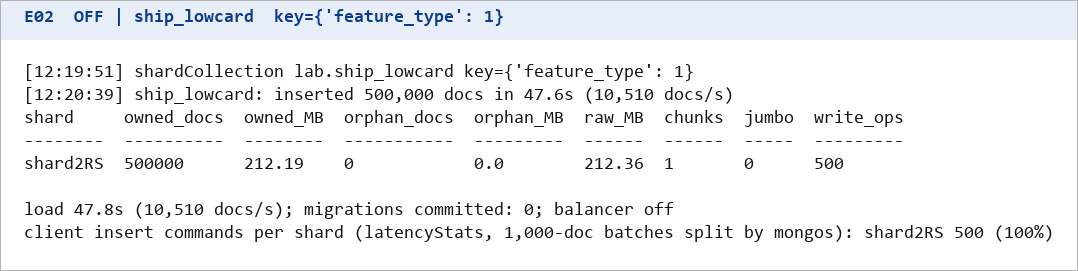 E02  OFF | ship_lowcard  key={'feature_type': 1}
[12:19:51] shardCollection lab.ship_lowcard key={'feature_type': 1}
[12:20:39] ship_lowcard: inserted 500,000 docs in 47.6s (10,510 docs/s)
shard     owned_docs  owned_MB  orphan_docs  orphan_MB  raw_MB  chunks  jumbo  write_ops
--------  ----------  --------  -----------  ---------  ------  ------  -----  ---------
shard2RS  500000      212.19    0            0.0        212.36  1       0      500
load 47.8s (10,510 docs/s); migrations committed: 0; balancer off
client insert commands per shard (latencyStats, 1,000-doc batches split by mongos): shard2RS 500 (100%)